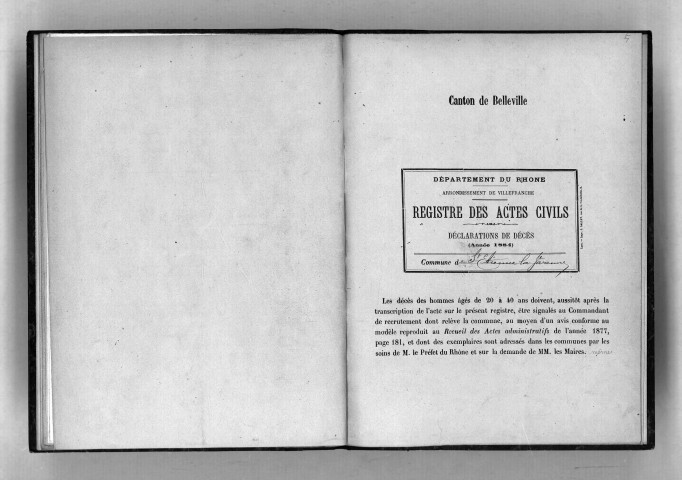 Canton de Belleville
DÉPARTEMENT DU RHONE
ARRONDISSEMENT DE VILLEFRANCHE
REGISTRE DES ACTES CIVILS
DÉCLARATIONS DE DÉCÈS
(Année 1884)
Commune de St Etienne la Varenne
Les décès des hommes âgés de 20 à 40 ans doivent, aussitôt après la
transcription de l'acte sur le présent registre, être signalés au Commandant
de recrutement dont relève la commune, au moyen d'un avis conforme au
modèle reproduit au Recueil des Actes administratifs de l'année 1877,
page 181, et dont des exemplaires sont adressés dans les communes par les
soins de M. le Préfet du Rhône et sur la demande de MM. les Maires.